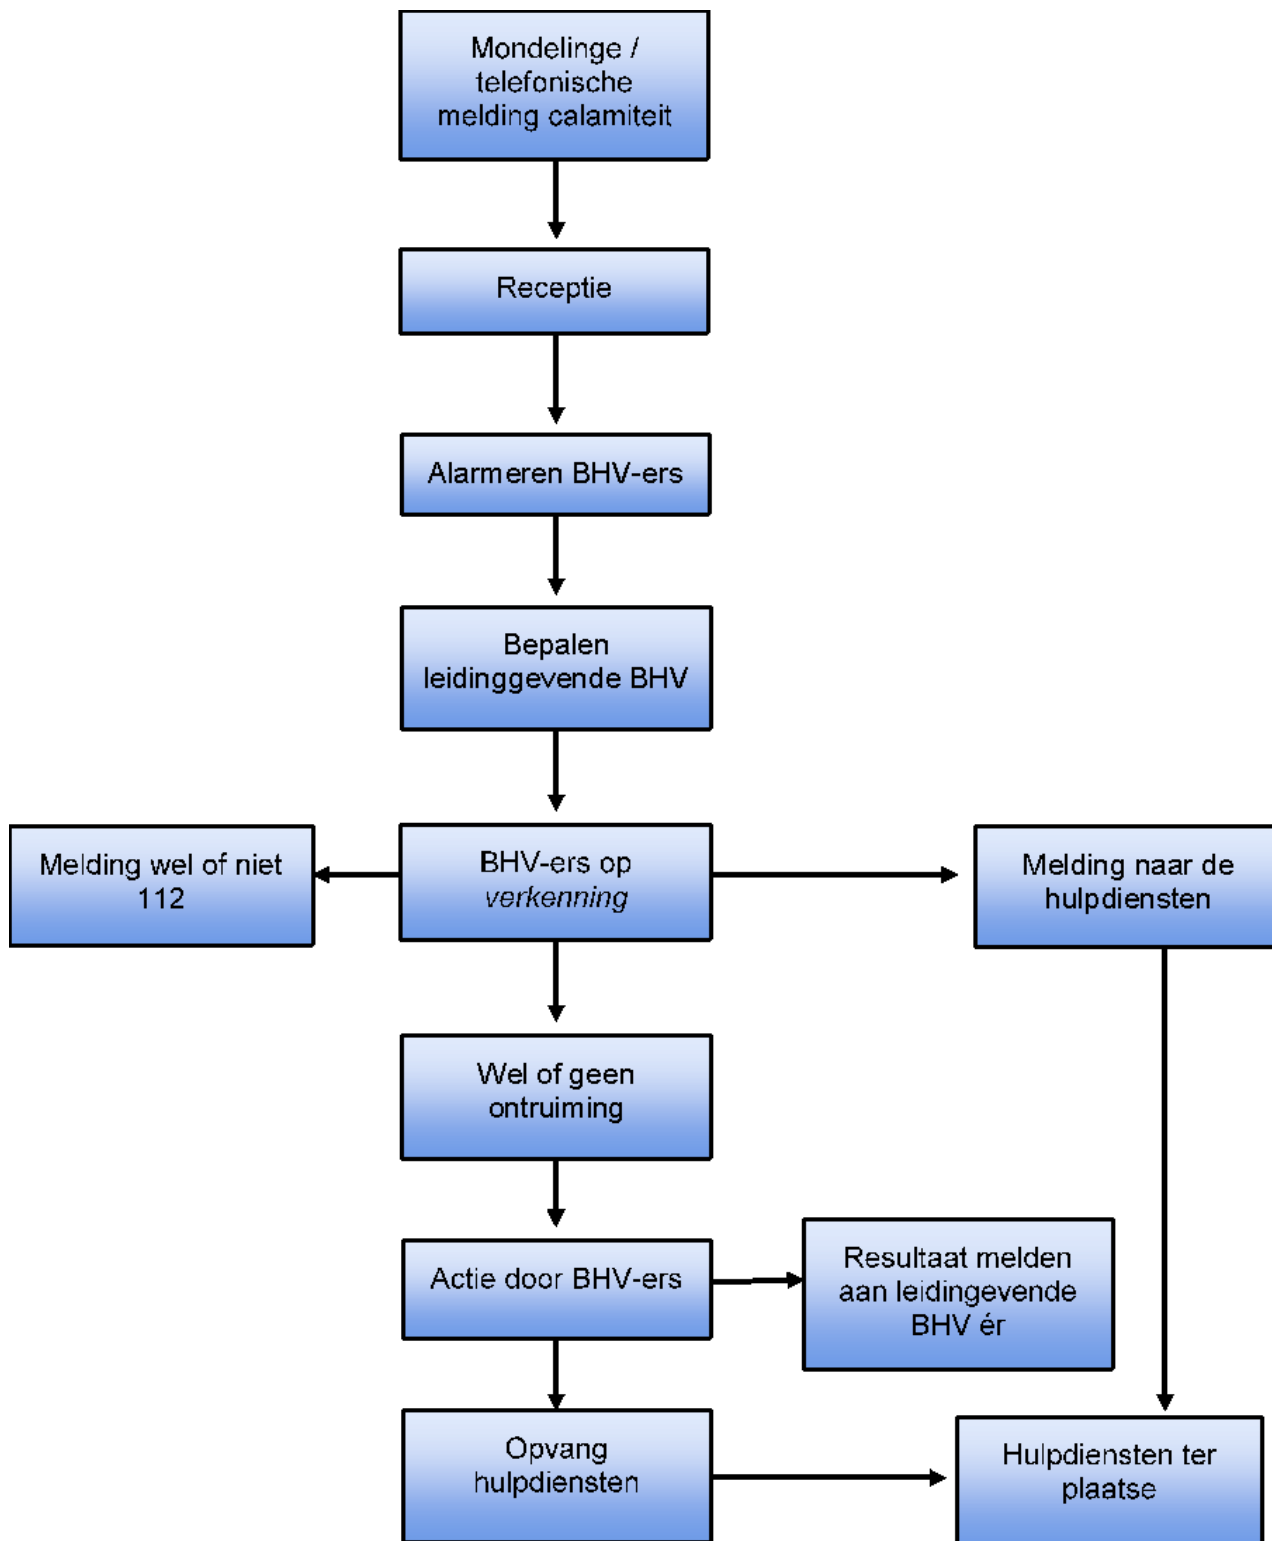 Mondelinge /
telefonische
melding calamiteit
Receptie
Alarmeren BHV-ers
Bepalen
leidinggevende BHV
Melding wel of niet
112
BHV-ers op
verkenning
Melding naar de
hulpdiensten
Wel of geen
ontruiming
Actie door BHV-ers
Resultaat melden
aan leidingevende
BHV ér
Opvang
hulpdiensten
Hulpdiensten ter
plaatse